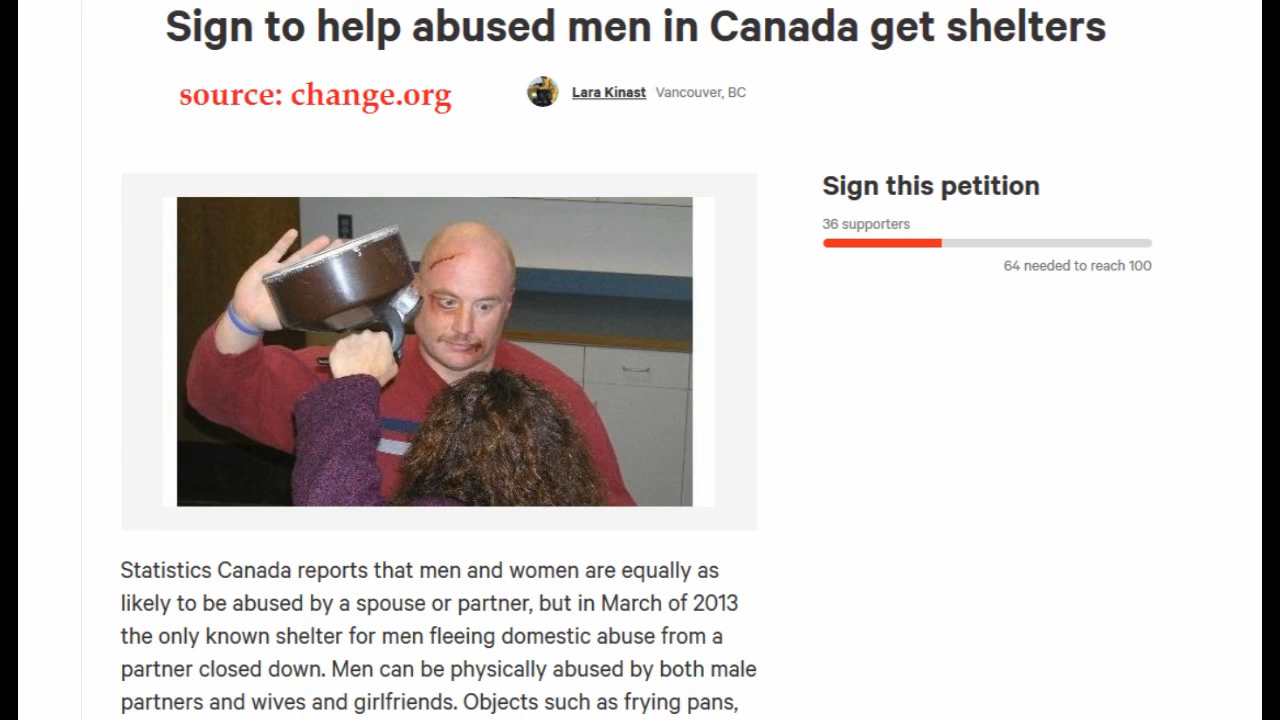 Sign to help abused men in Canada get shelters
source: change.org
Lara Kinast Vancouver, BC
Sign this petition
36 supporters
64 needed to reach 100
Statistics Canada reports that men and women are equally as
likely to be abused by a spouse or partner, but in March of 2013
the only known shelter for men fleeing domestic abuse from a
partner closed down. Men can be physically abused by both male
partners and wives and girlfriends. Objects such as frying pans,